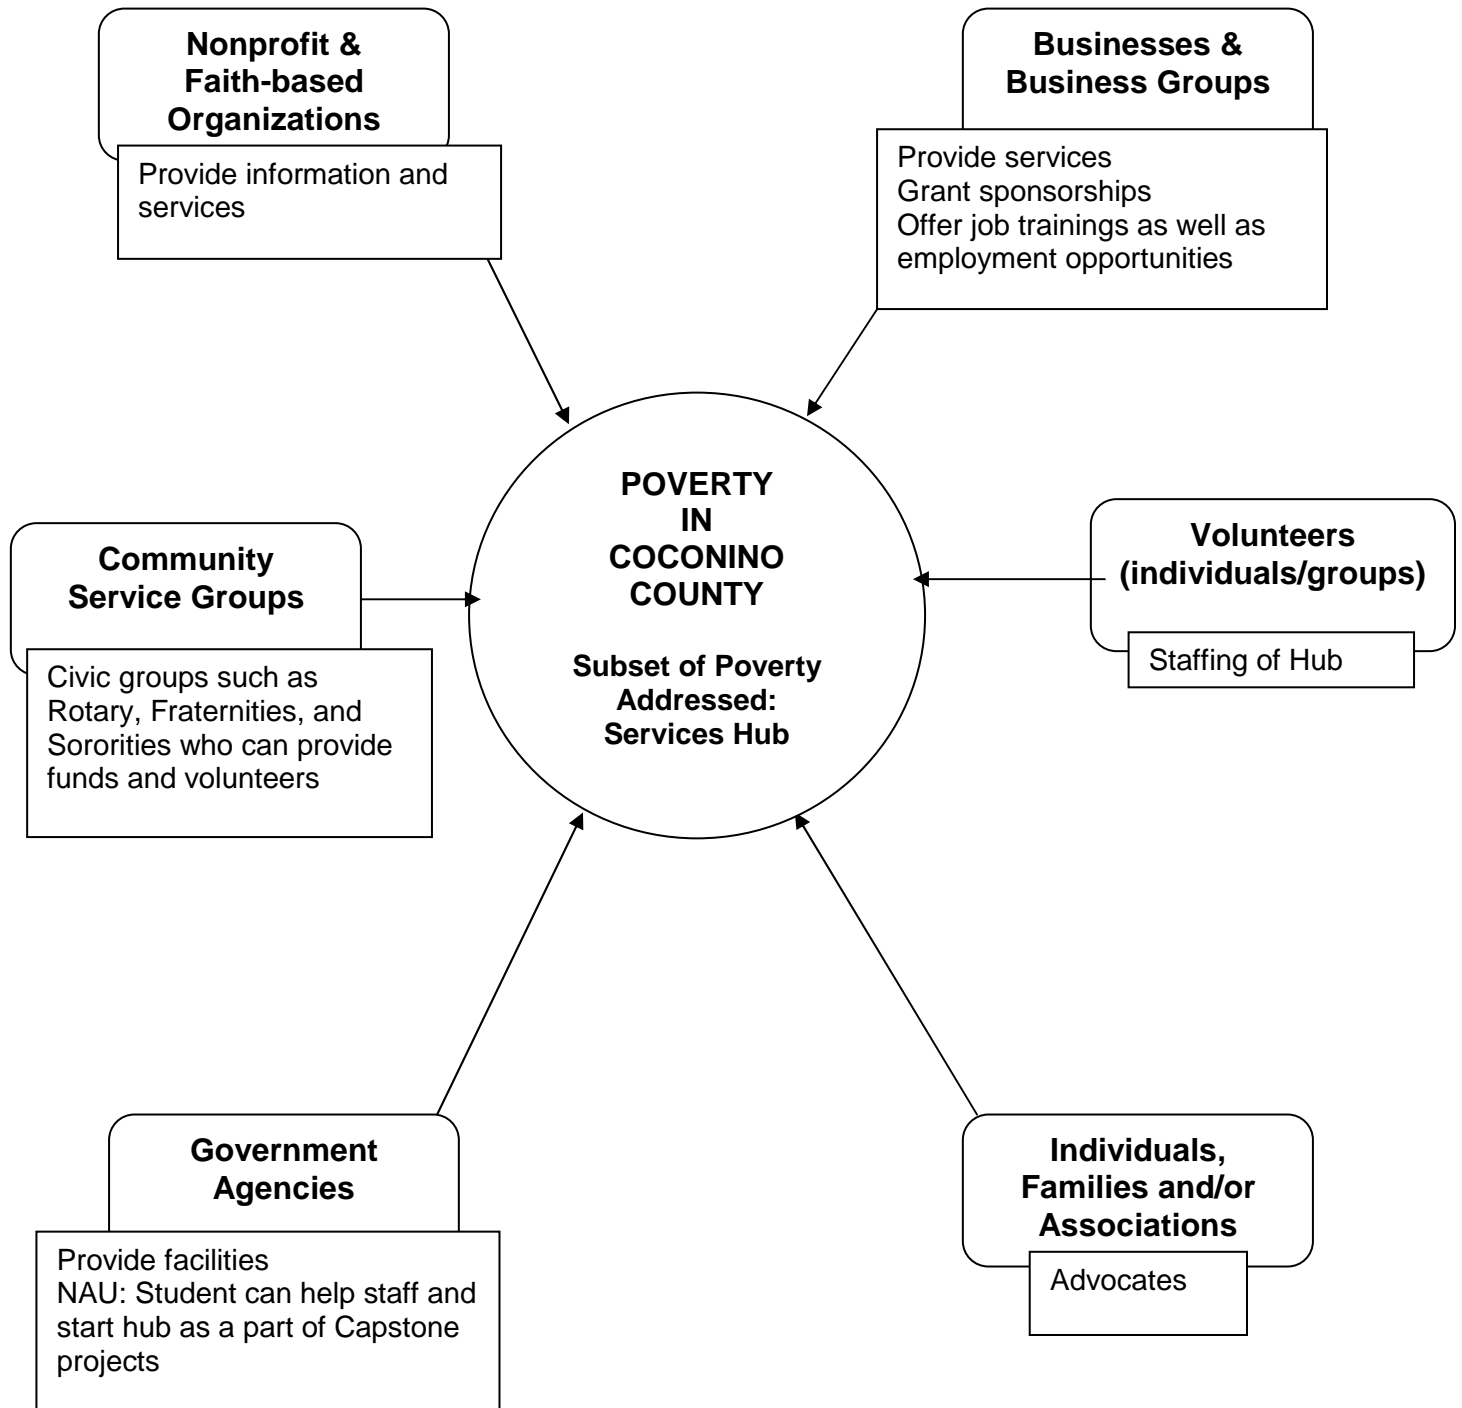 Nonprofit &
Faith-based
Organizations
Provide information and
services
Businesses &
Business Groups
Provide services
Grant sponsorships
Offer job trainings as well as
employment opportunities
POVERTY
IN
COCONINO
COUNTY
Subset of Poverty
Addressed:
Services Hub
Community
Service Groups
Civic groups such as
Rotary, Fraternities, and
Sororities who can provide
funds and volunteers
Volunteers
(individuals/groups)
Staffing of Hub
Government
Agencies
Provide facilities
NAU: Student can help staff and
start hub as a part of Capstone
projects
Individuals,
Families and/or
Associations
Advocates